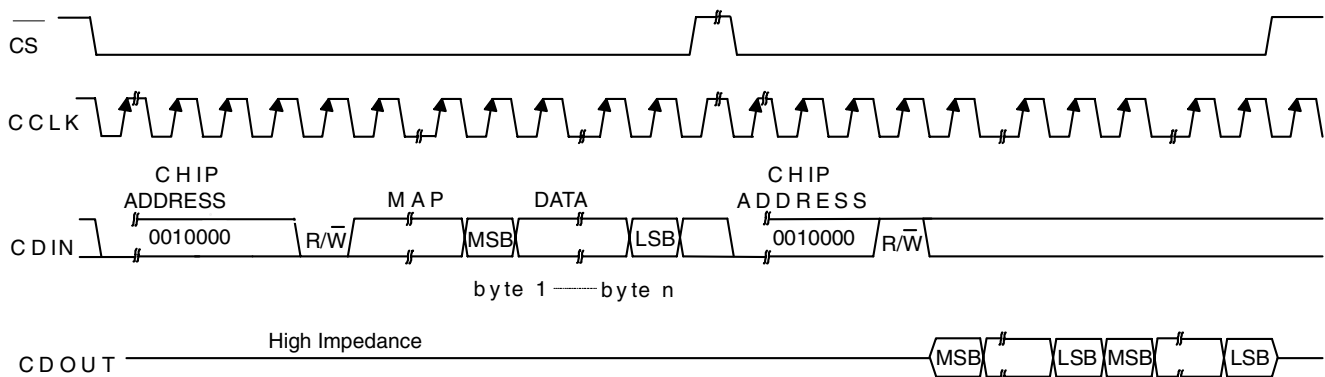 CS
CCLK
CHIP
ADDRESS
MAP
DATA
CHIP
ADDRESS
CDIN
0010000
R/W̅
MSB
LSB
0010000
R/W̅
byte 1 byte n
High Impedance
CDOUT
MSB
LSB
MSB
LSB